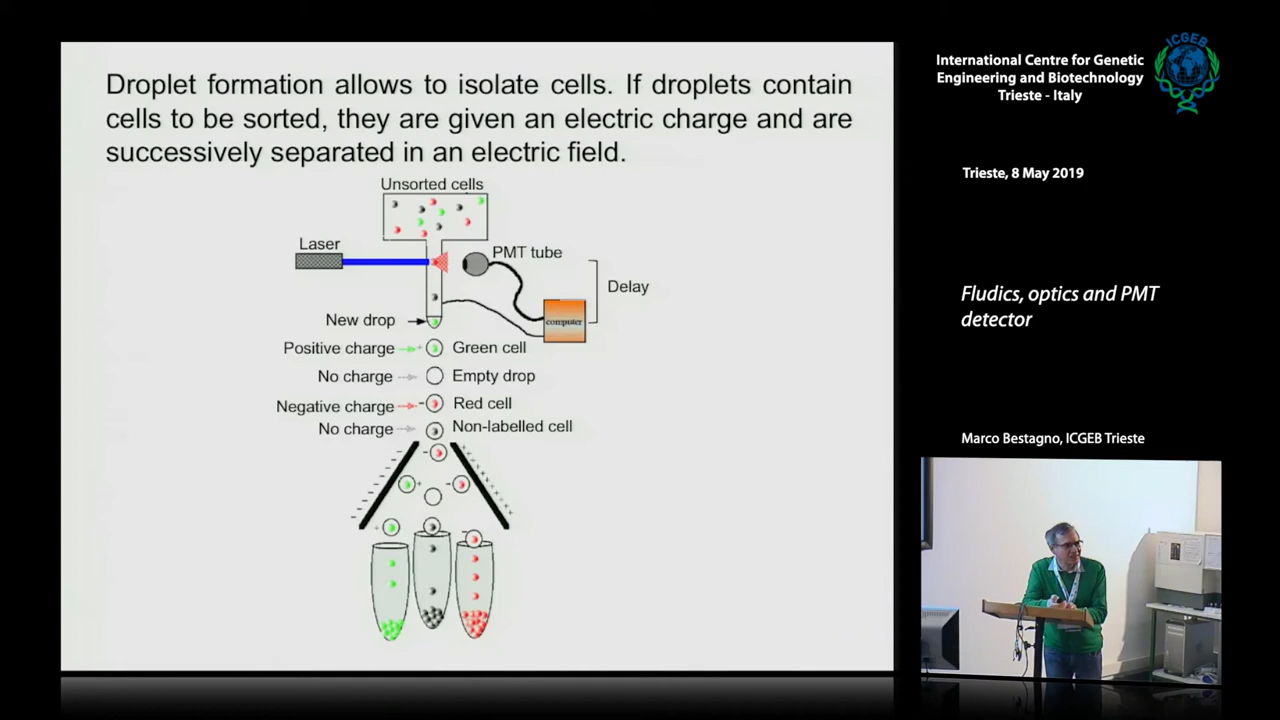 Droplet formation allows to isolate cells. If droplets contain
cells to be sorted, they are given an electric charge and are
successively separated in an electric field.
Unsorted cells
Laser
PMT tube
Delay
computer
New drop
Positive charge
+
Green cell
No charge
Empty drop
Negative charge
-
Red cell
No charge
Non-labelled cell
International Centre for Genetic
Engineering and Biotechnology
Trieste - Italy
ICGEB
Trieste, 8 May 2019
Fludics, optics and PMT
detector
Marco Bestagno, ICGEB Trieste